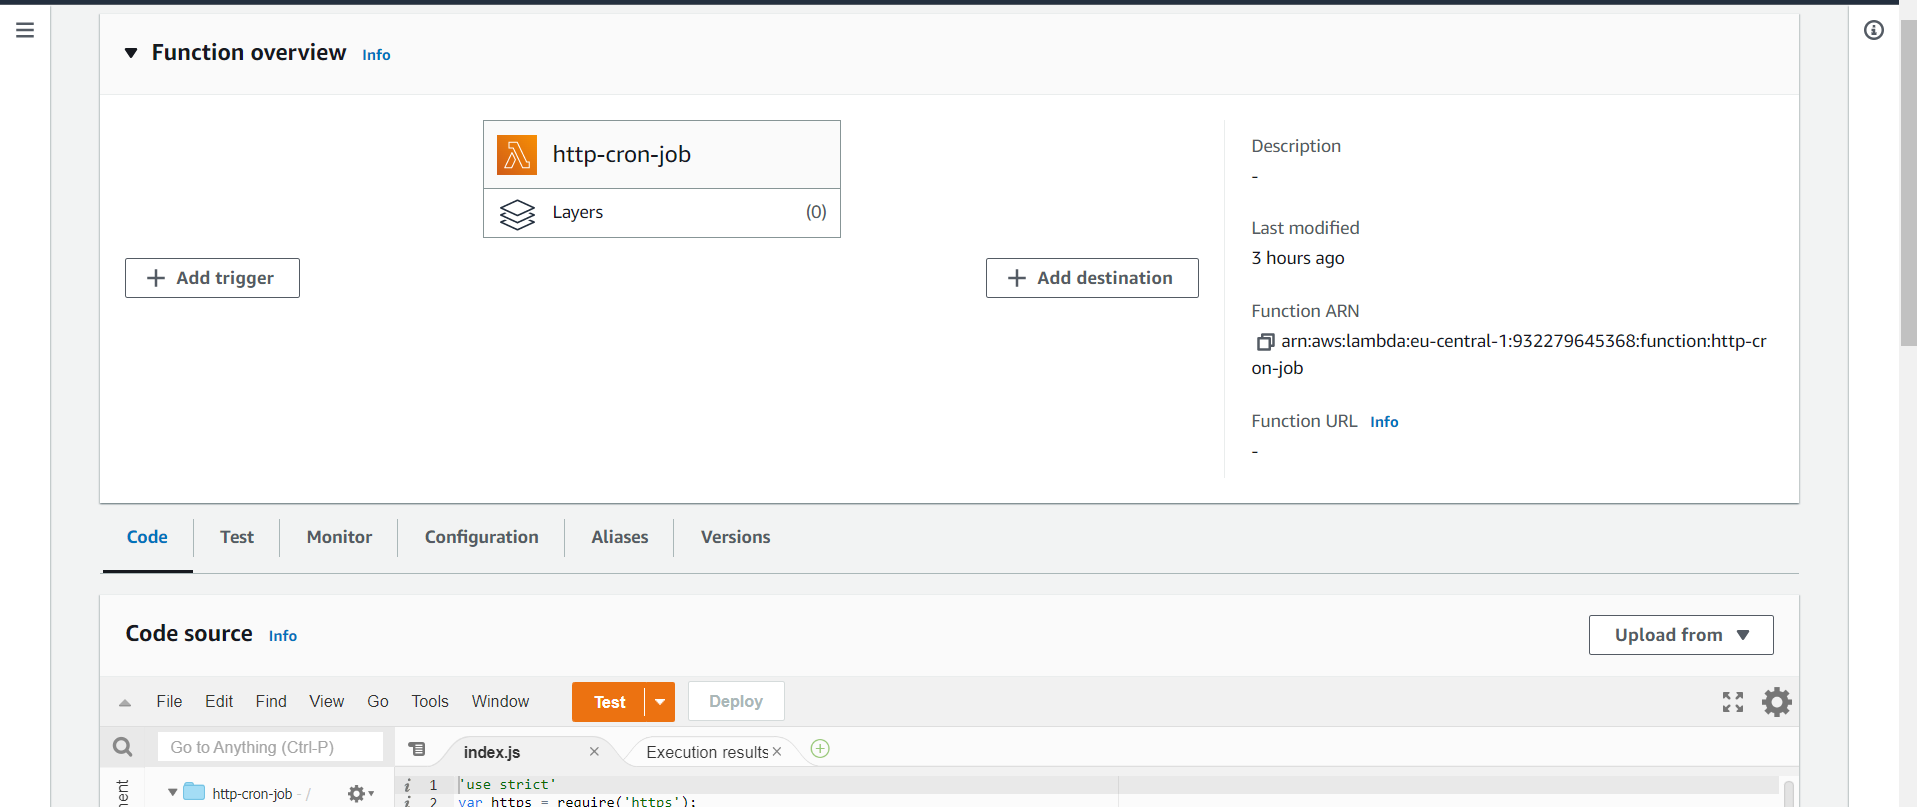 Function overview Info
http-cron-job
Layers (0)
Add trigger
Add destination
Description
-
Last modified
3 hours ago
Function ARN
arn:aws:lambda:eu-central-1:932279645368:function:http-cr
on-job
Function URL Info
-
Code Test Monitor Configuration Aliases Versions
Code source Info
Upload from
File Edit Find View Go Tools Window Test Deploy
Go to Anything (Ctrl-P)
index.js Execution results
http-cron-job - /
1 'use strict'
2 var https = require('https');